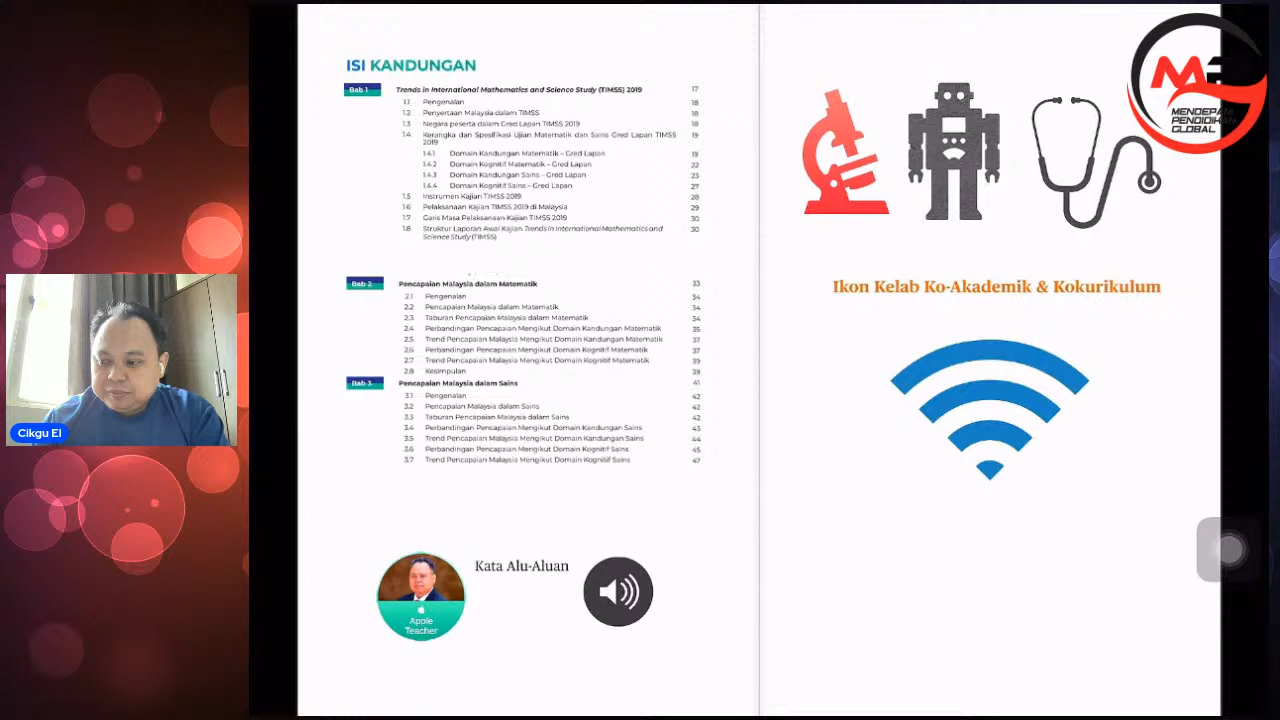 ISI KANDUNGAN
Bab 1 Trends in International Mathematics and Science Study (TIMSS) 2019 17
1.1 Pengenalan 18
1.2 Penyertaan Malaysia dalam TIMSS 18
1.3 Negara peserta dalam Gred Lapan TIMSS 2019 18
1.4 Kerangka dan Spesifikasi Ujian Matematik dan Sains Gred Lapan TIMSS 19
2019
1.4.1 Domain Kandungan Matematik – Gred Lapan 19
1.4.2 Domain Kognitif Matematik – Gred Lapan 22
1.4.3 Domain Kandungan Sains – Gred Lapan 23
1.4.4 Domain Kognitif Sains – Gred Lapan 27
1.5 Instrumen Kajian TIMSS 2019 28
1.6 Pelaksanaan Kajian TIMSS 2019 di Malaysia 29
1.7 Garis Masa Pelaksanaan Kajian TIMSS 2019 30
1.8 Struktur Laporan Awal Kajian Trends in International Mathematics and 30
Science Study (TIMSS)
Bab 2 Pencapaian Malaysia dalam Matematik 33
2.1 Pengenalan 34
2.2 Pencapaian Malaysia dalam Matematik 34
2.3 Taburan Pencapaian Malaysia dalam Matematik 34
2.4 Perbandingan Pencapaian Mengikut Domain Kandungan Matematik 35
2.5 Trend Pencapaian Malaysia Mengikut Domain Kandungan Matematik 37
2.6 Perbandingan Pencapaian Mengikut Domain Kognitif Matematik 37
2.7 Trend Pencapaian Malaysia Mengikut Domain Kognitif Matematik 39
2.8 Kesimpulan 39
Bab 3 Pencapaian Malaysia dalam Sains 41
3.1 Pengenalan 42
3.2 Pencapaian Malaysia dalam Sains 42
3.3 Taburan Pencapaian Malaysia dalam Sains 42
3.4 Perbandingan Pencapaian Malaysia Mengikut Domain Kandungan Sains 43
3.5 Trend Pencapaian Malaysia Mengikut Domain Kandungan Sains 44
3.6 Perbandingan Pencapaian Malaysia Mengikut Domain Kognitif Sains 45
3.7 Trend Pencapaian Malaysia Mengikut Domain Kognitif Sains 47
Kata Alu-Aluan
Apple
Teacher
Ikon Kelab Ko-Akademik & Kokurikulum
MENDEPANI
PENDIDIKAN
GLOBAL
Cikgu El